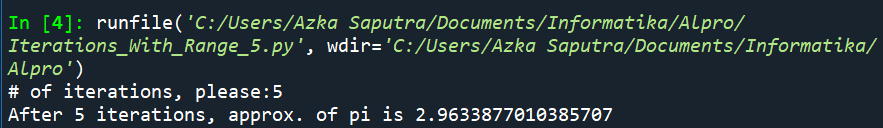 In [4]: runfile('C:/Users/Azka Saputra/Documents/Informatika/Alpro/
Iterations_With_Range_5.py', wdir='C:/Users/Azka Saputra/Documents/Informatika/
Alpro')
# of iterations, please:5
After 5 iterations, approx. of pi is 2.9633877010385707